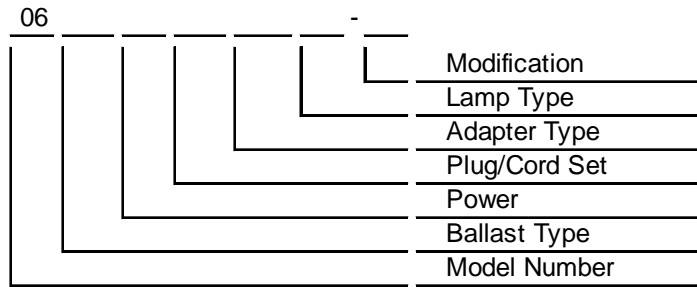 06 -
Modification
Lamp Type
Adapter Type
Plug/Cord Set
Power
Ballast Type
Model Number